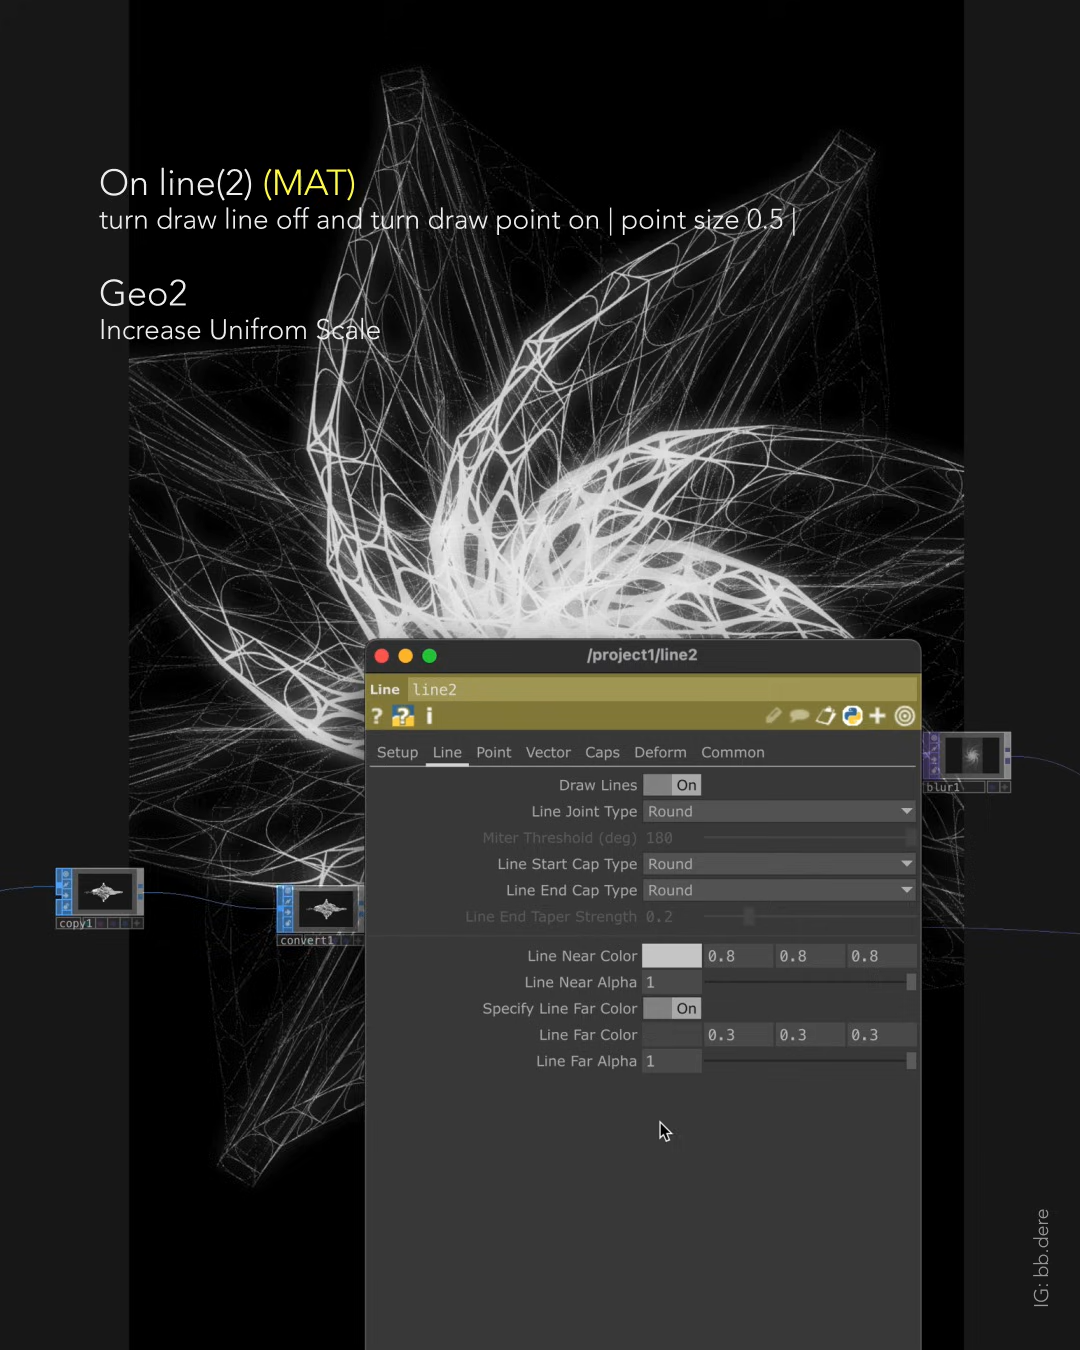 On line(2) (MAT)
turn draw line off and turn draw point on | point size 0.5 |
Geo2
Increase Unifrom Scale
/project1/line2
Line line2
? ? i
Setup Line Point Vector Caps Deform Common
Draw Lines On
Line Joint Type Round
Miter Threshold (deg) 180
Line Start Cap Type Round
Line End Cap Type Round
Line End Taper Strength 0.2
Line Near Color 0.8 0.8 0.8
Line Near Alpha 1
Specify Line Far Color On
Line Far Color 0.3 0.3 0.3
Line Far Alpha 1
blur1
copy1
convert1
IG: bb.dere